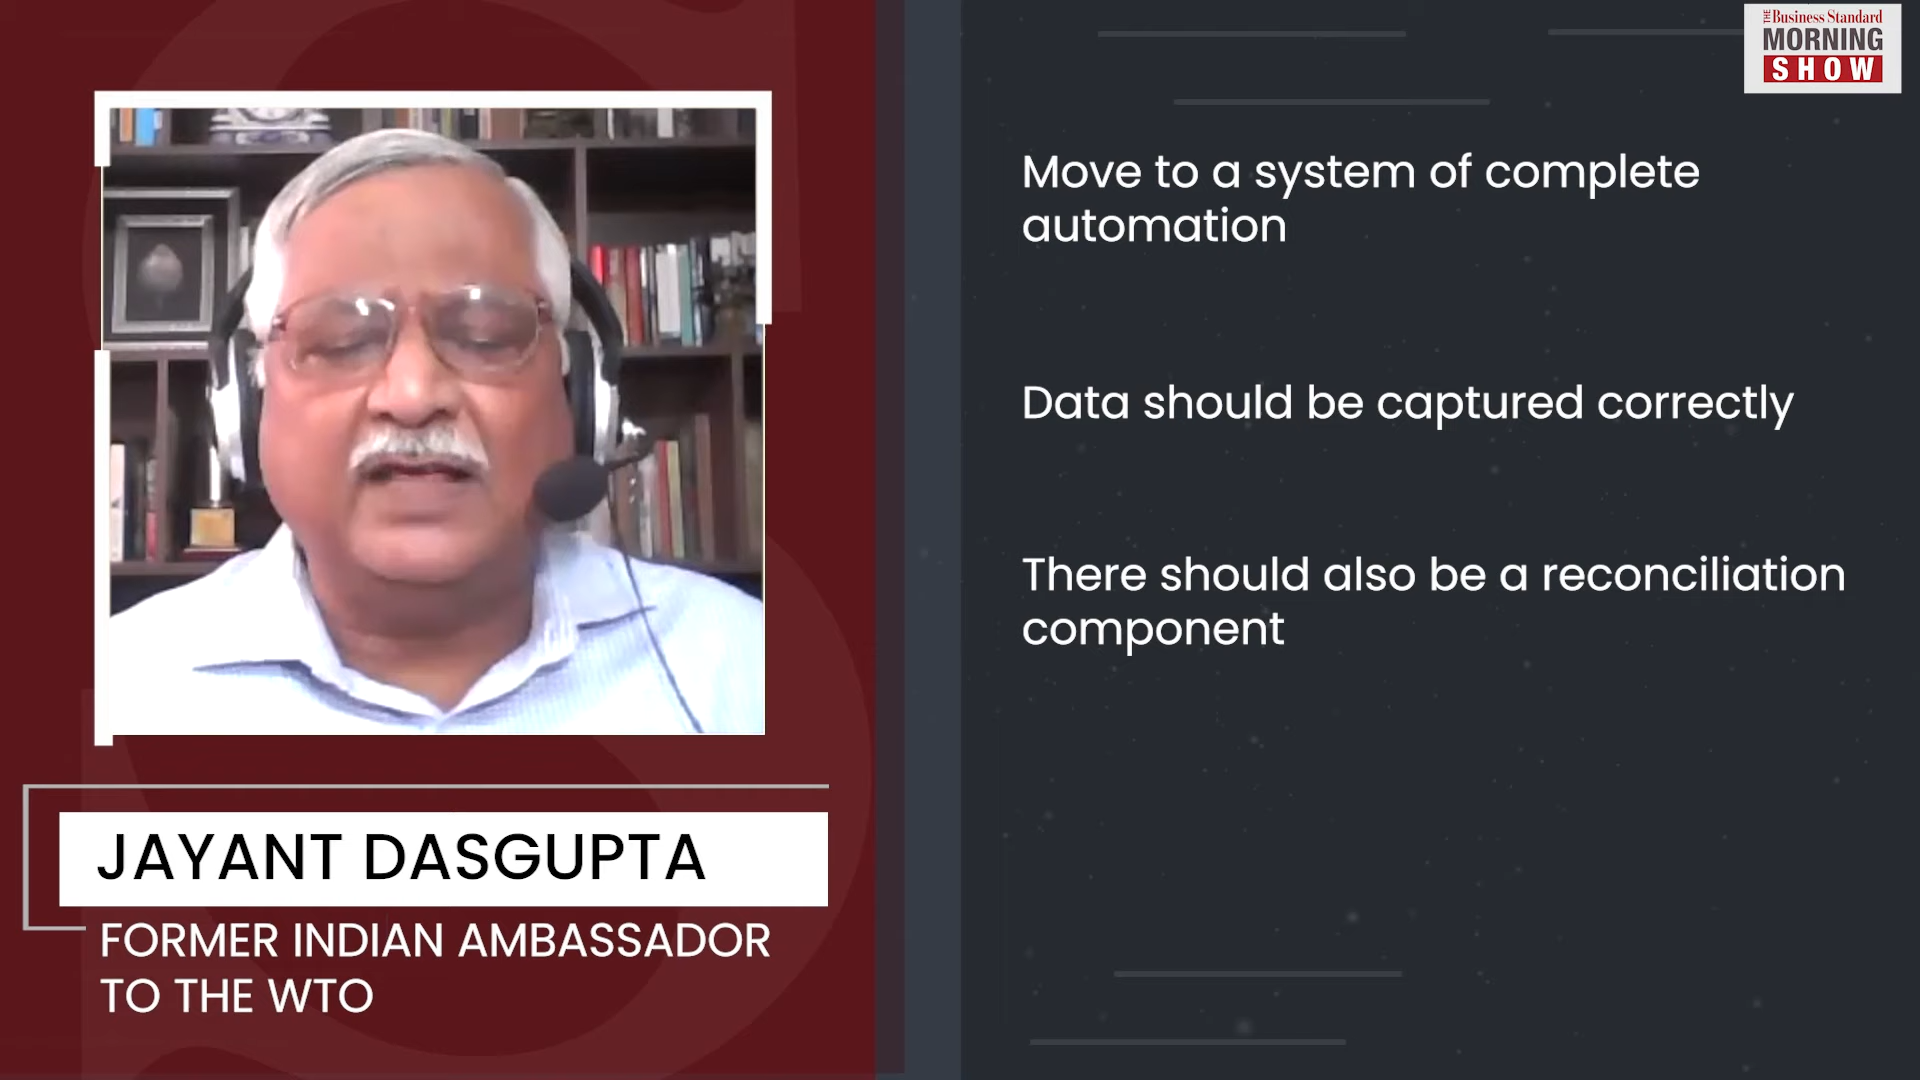 THE Business Standard
MORNING
SHOW
Move to a system of complete
automation
Data should be captured correctly
There should also be a reconciliation
component
JAYANT DASGUPTA
FORMER INDIAN AMBASSADOR
TO THE WTO